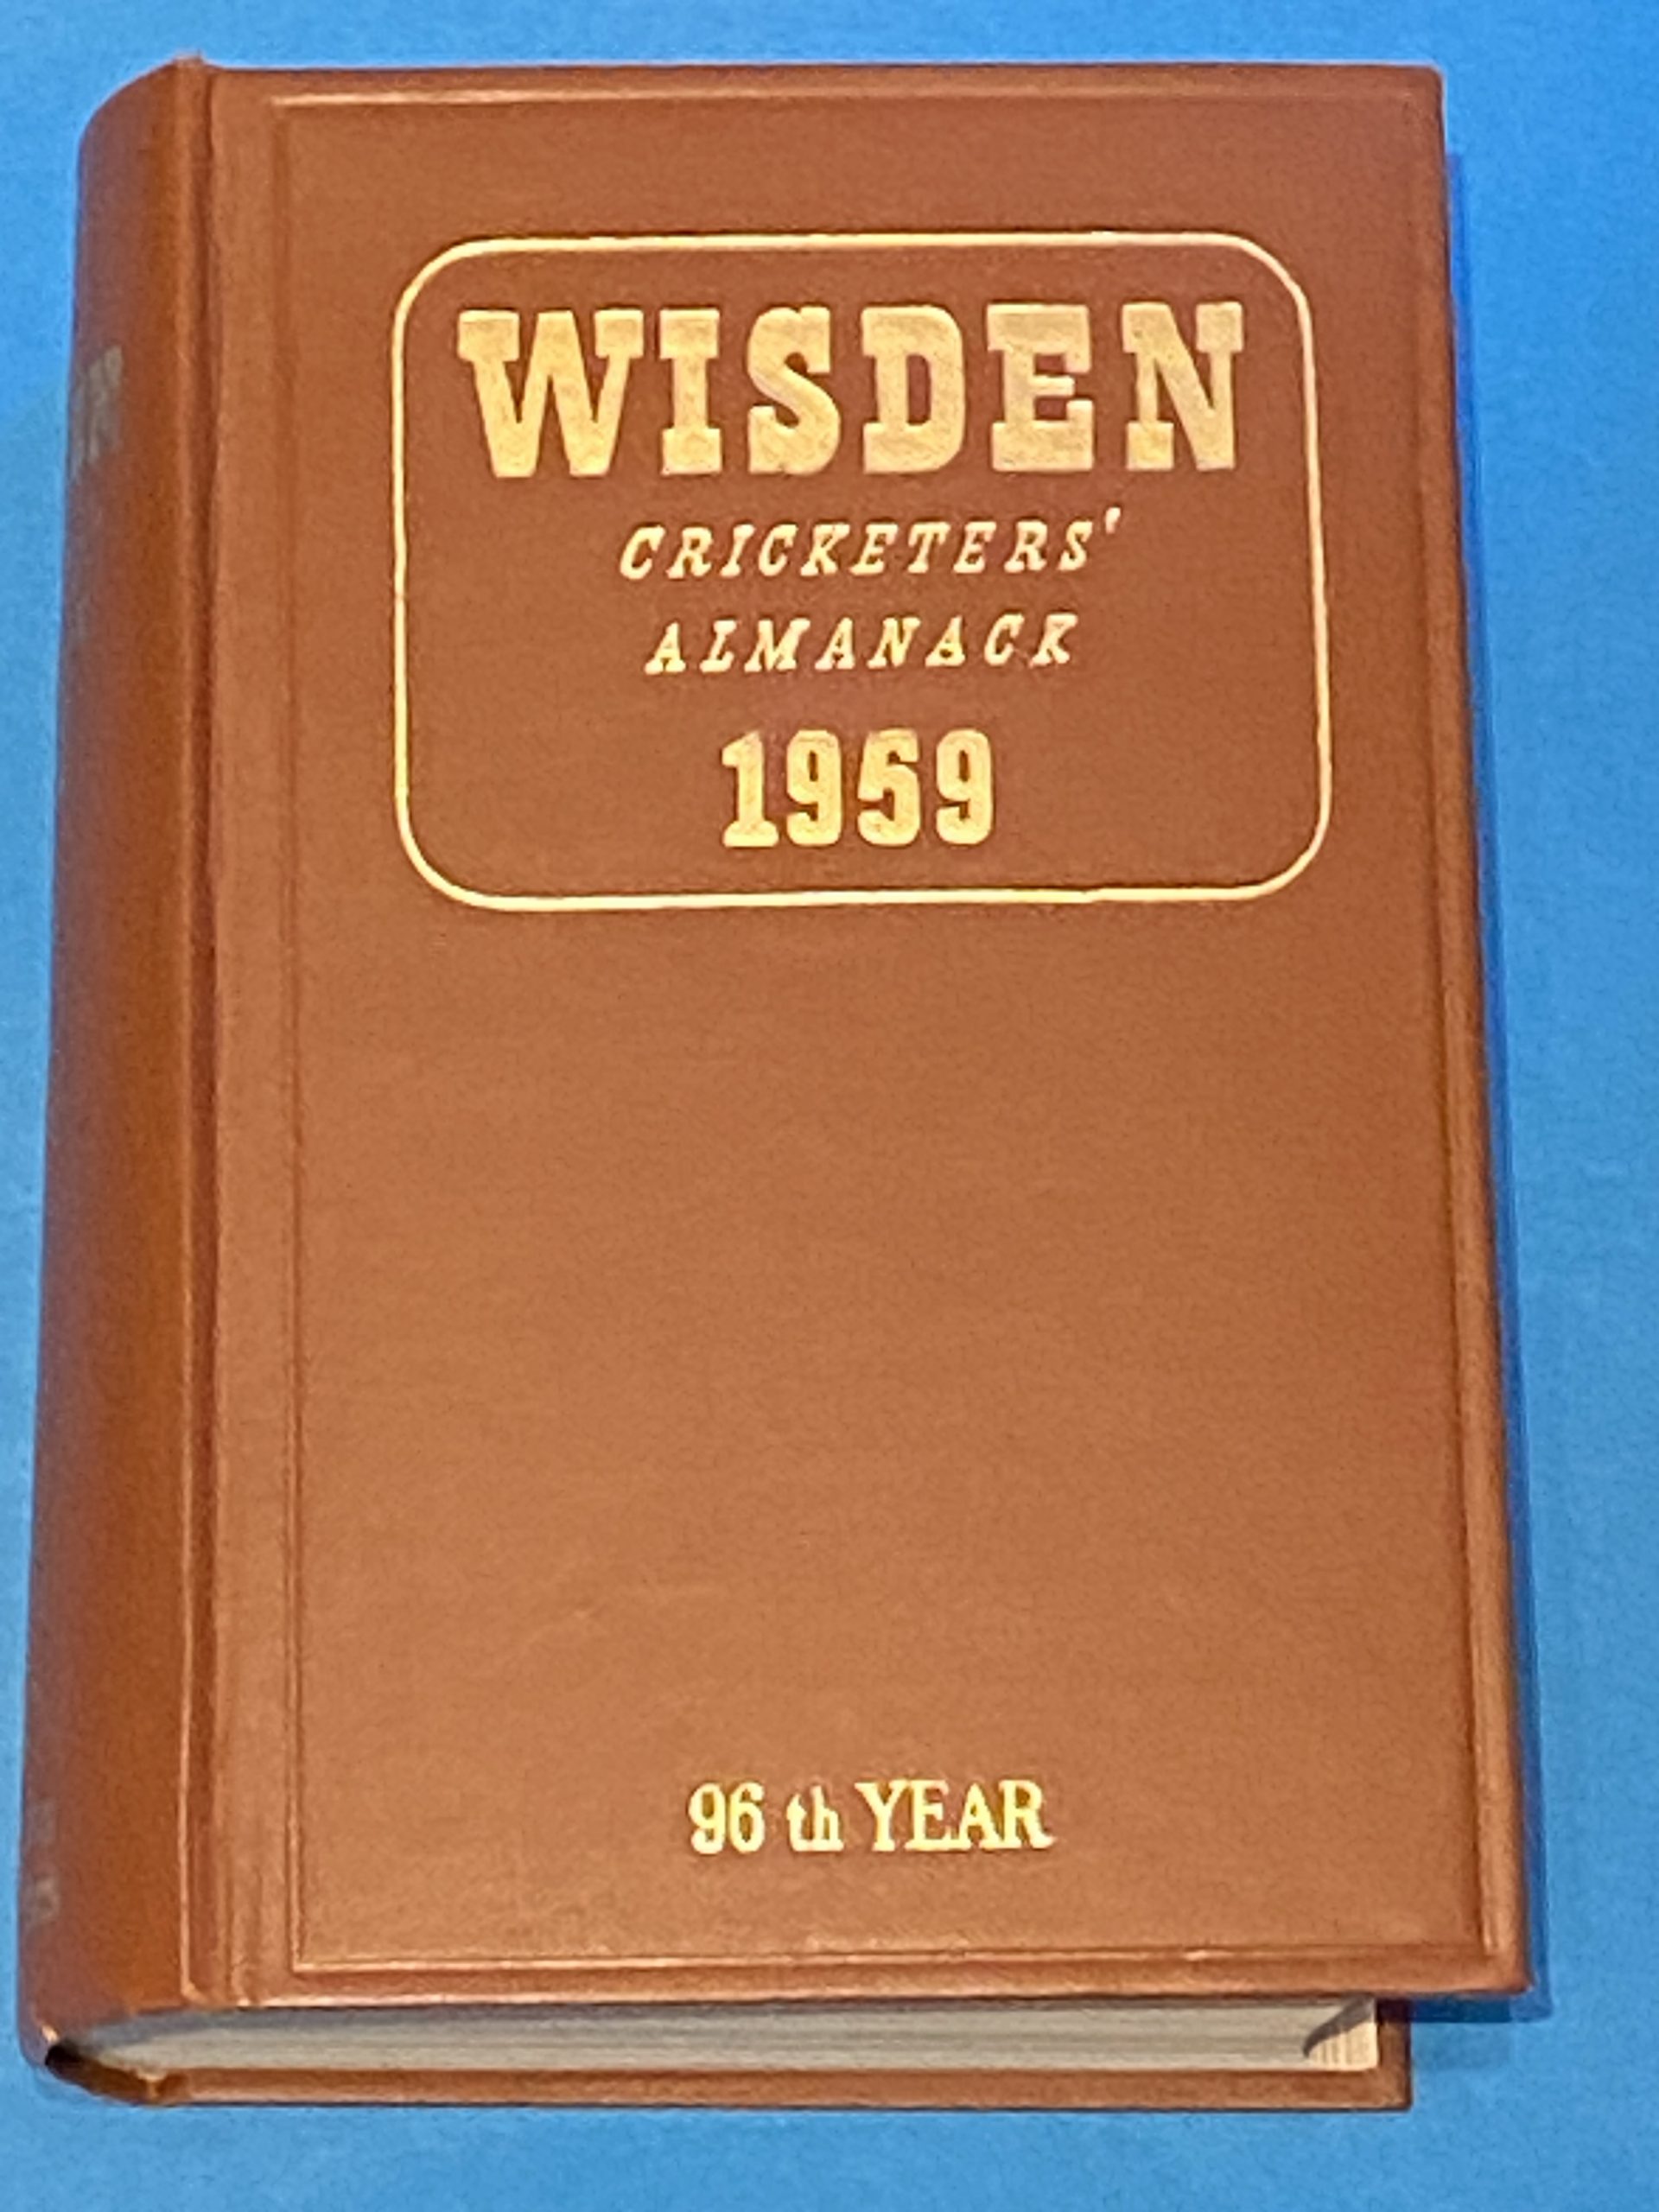 WISDEN
CRICKETERS'
ALMANACK
1959
96 th YEAR